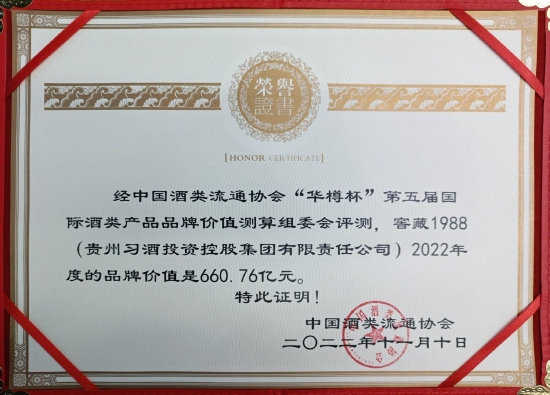 榮譽
證書
[ HONOR CERTIFICATE ]
经中国酒类流通协会“华樽杯”第五届国
际酒类产品品牌价值测算组委会评测，窖藏1988
（贵州习酒投资控股集团有限责任公司）2022年
度的品牌价值是660.76亿元。
特此证明！
中国酒类流通协会
二〇二二年十一月十日